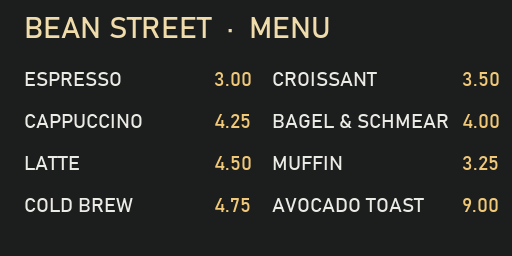 BEAN STREET · MENU
ESPRESSO 3.00
CAPPUCCINO 4.25
LATTE 4.50
COLD BREW 4.75
CROISSANT 3.50
BAGEL & SCHMEAR 4.00
MUFFIN 3.25
AVOCADO TOAST 9.00